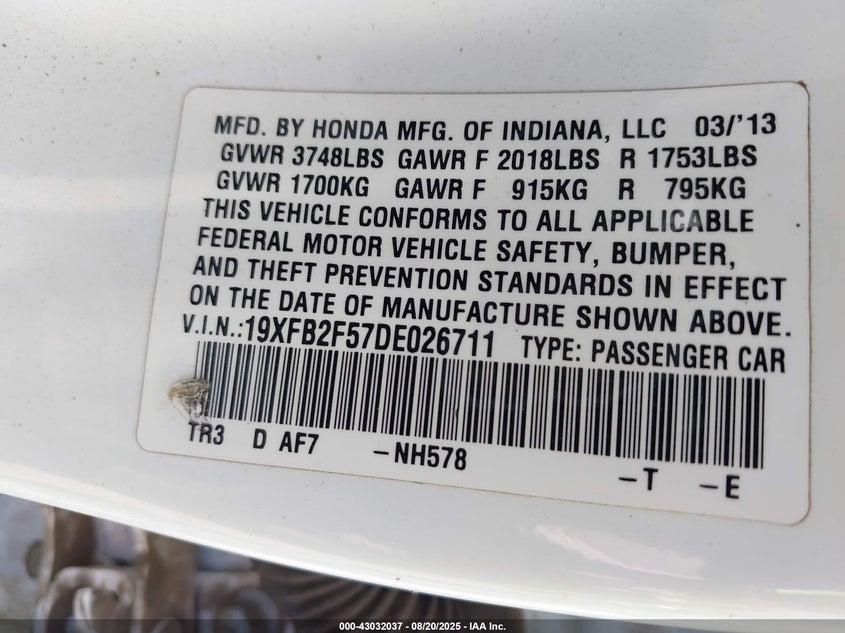 MFD. BY HONDA MFG. OF INDIANA, LLC 03/'13
GVWR 3748LBS GAWR F 2018LBS R 1753LBS
GVWR 1700KG GAWR F 915KG R 795KG
THIS VEHICLE CONFORMS TO ALL APPLICABLE
FEDERAL MOTOR VEHICLE SAFETY, BUMPER,
AND THEFT PREVENTION STANDARDS IN EFFECT
ON THE DATE OF MANUFACTURE SHOWN ABOVE.
V.I.N.:19XFB2F57DE026711 TYPE: PASSENGER CAR
TR3 D AF7 -NH578 -T -E
000-43032037 - 08/20/2025 - IAA Inc.